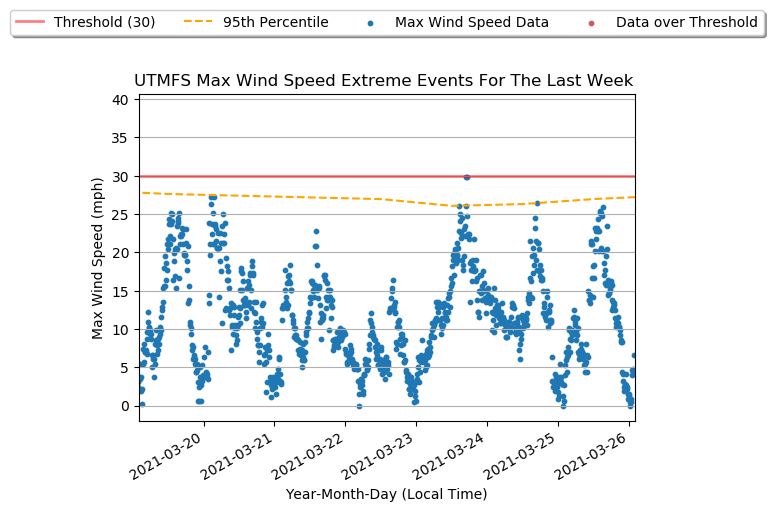 Threshold (30) 95th Percentile Max Wind Speed Data Data over Threshold
UTMFS Max Wind Speed Extreme Events For The Last Week
40
35
30
25
20
15
10
5
0
Max Wind Speed (mph)
2021-03-20 2021-03-21 2021-03-22 2021-03-23 2021-03-24 2021-03-25 2021-03-26
Year-Month-Day (Local Time)